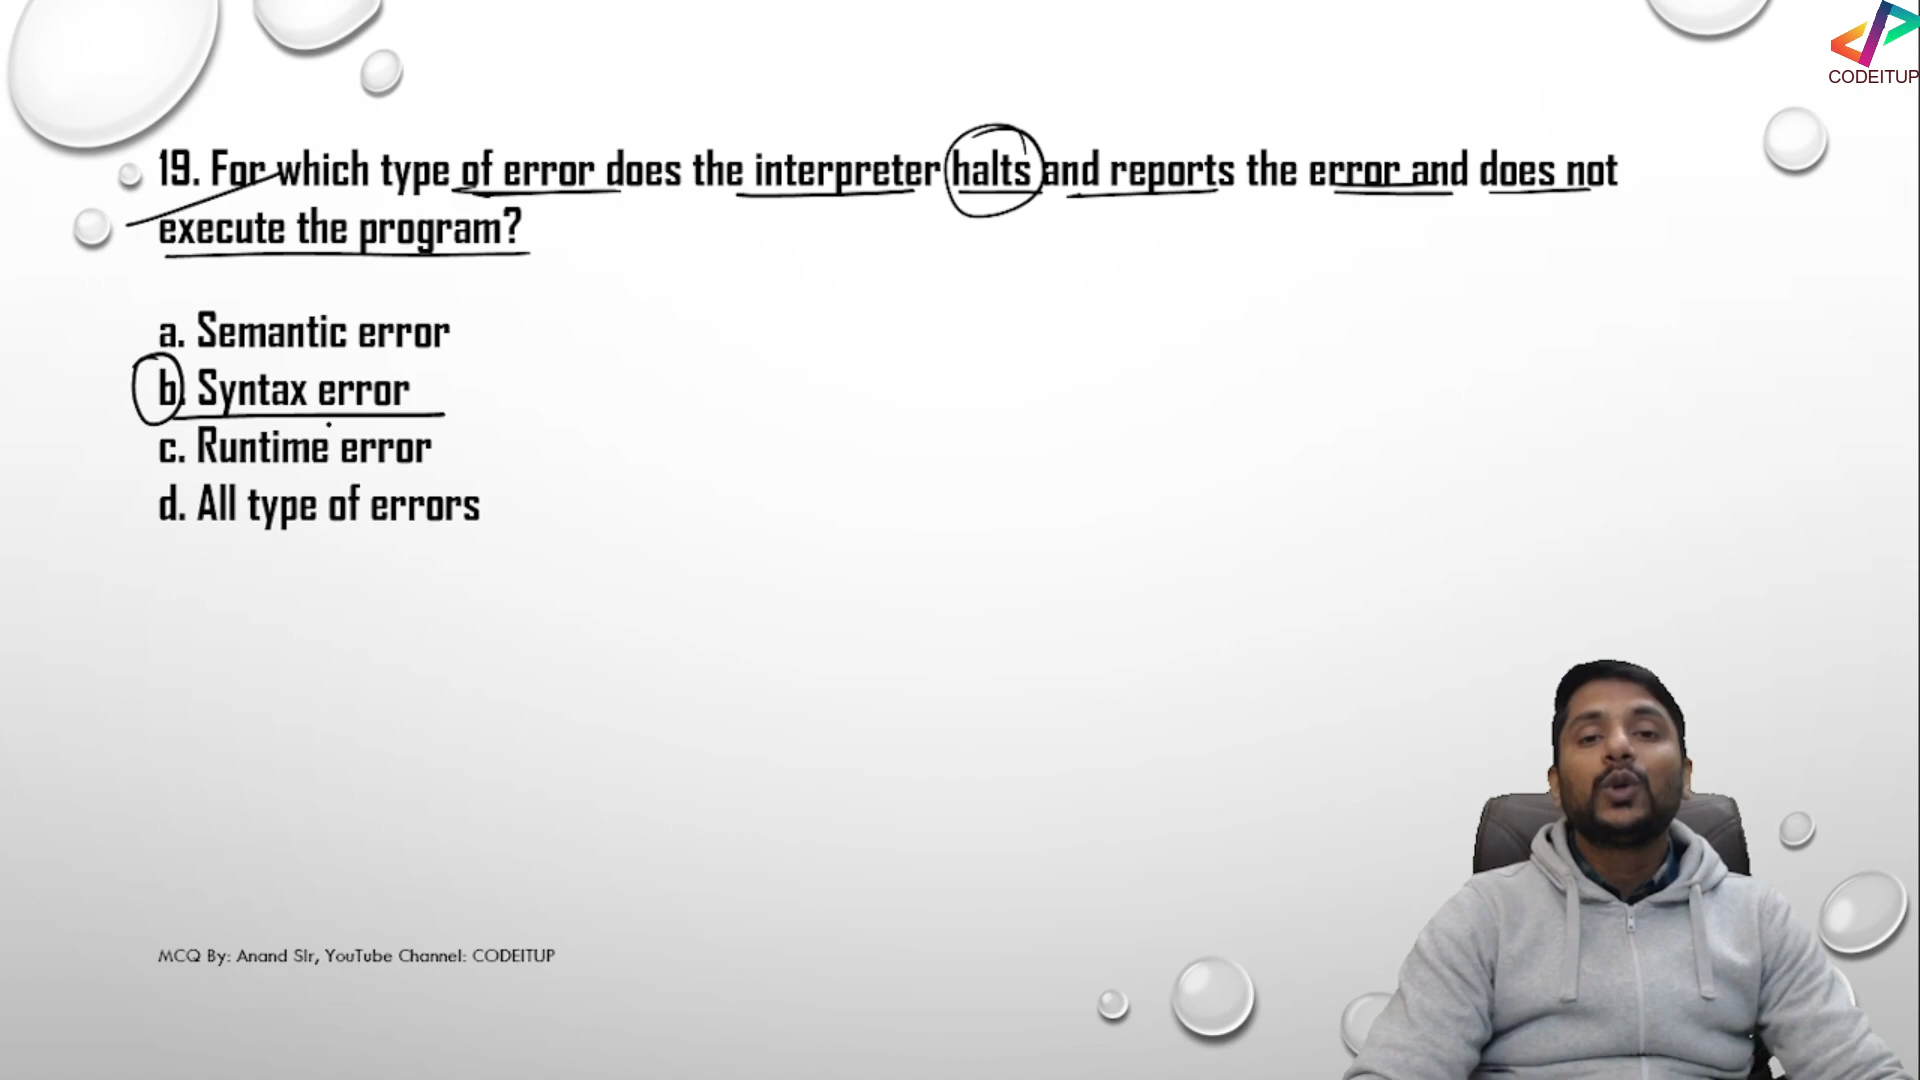 CODEITUP
19. For which type of error does the interpreter halts and reports the error and does not
execute the program?
a. Semantic error
b. Syntax error
c. Runtime error
d. All type of errors
MCQ By: Anand SIr, YouTube Channel: CODEITUP